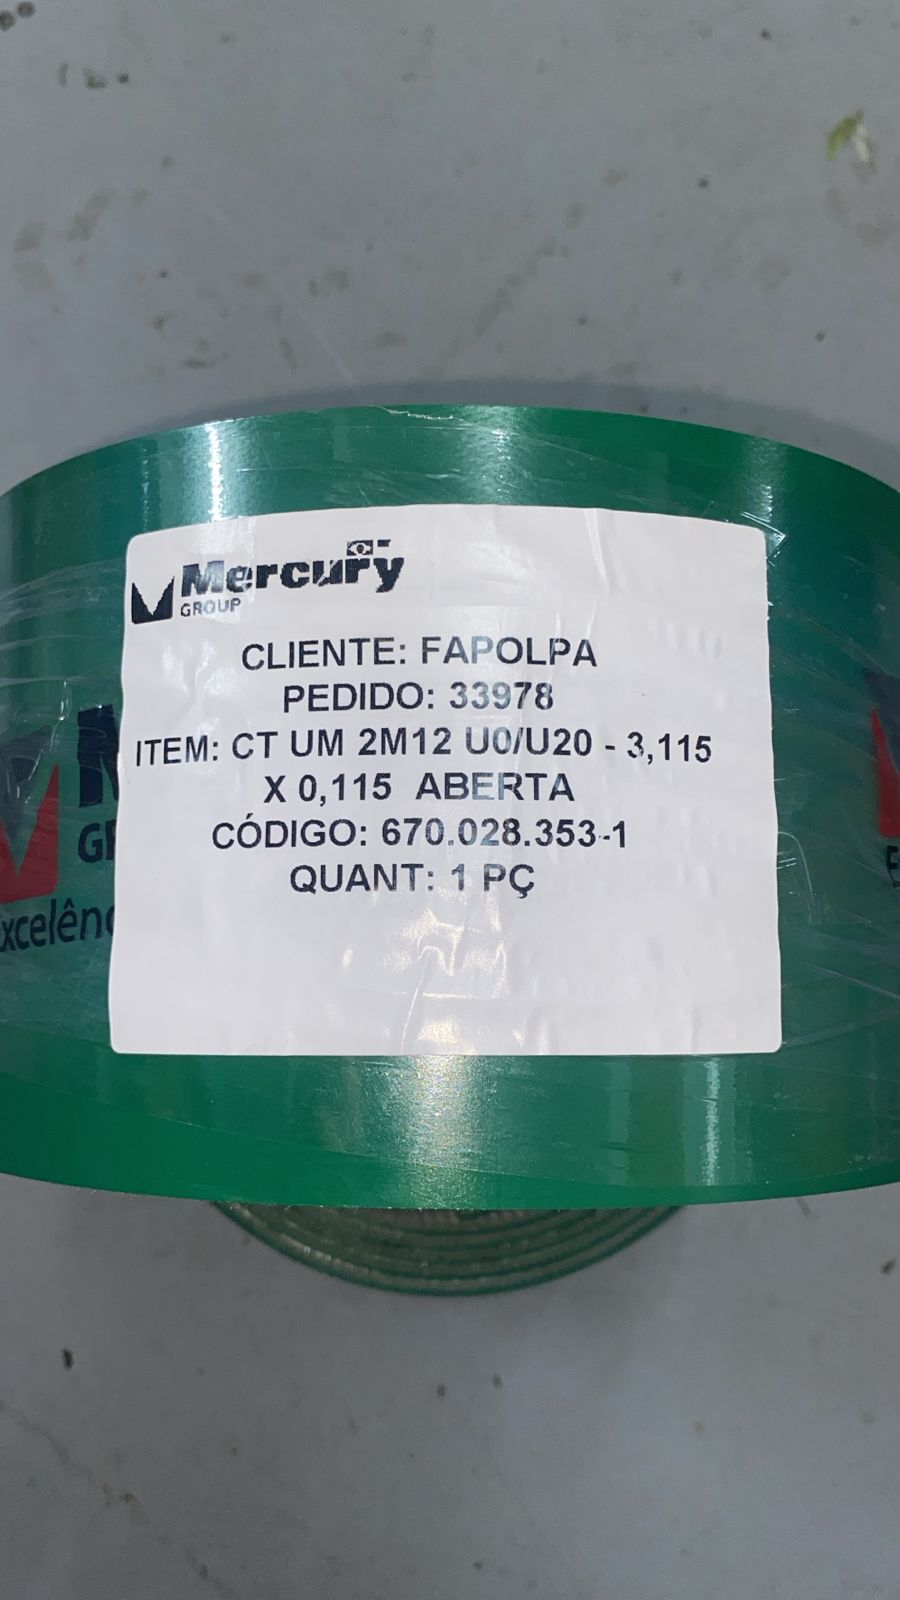 Mercury
GROUP
CLIENTE: FAPOLPA
PEDIDO: 33978
ITEM: CT UM 2M12 U0/U20 - 3,115
X 0,115 ABERTA
CÓDIGO: 670.028.353-1
QUANT: 1 PÇ